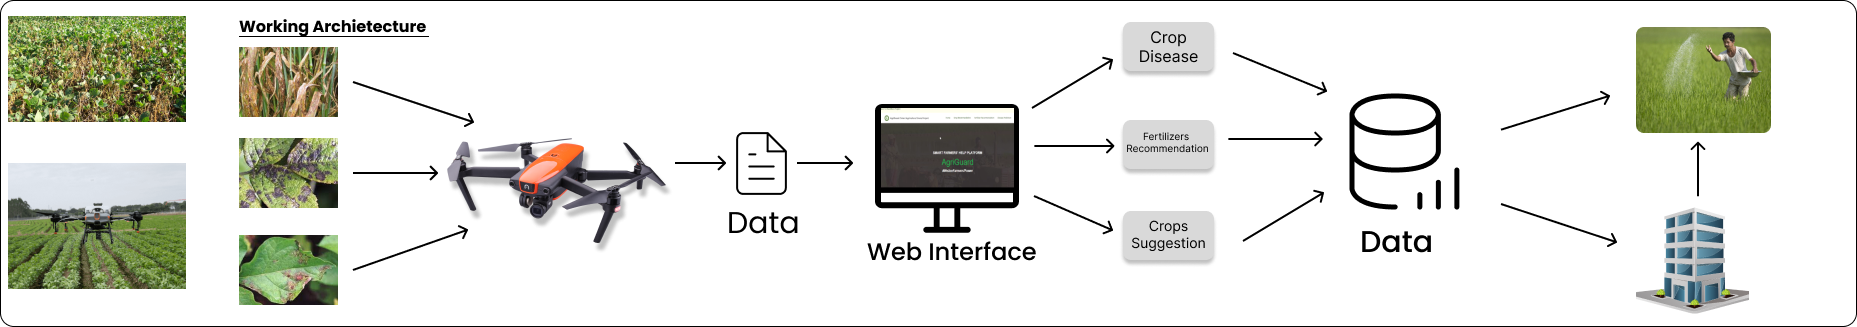 Working Archietecture
Data
SMART FARMERS' HELP PLATFORM
AgriGuard
Web Interface
Crop
Disease
Fertilizers
Recommendation
Crops
Suggestion
Data